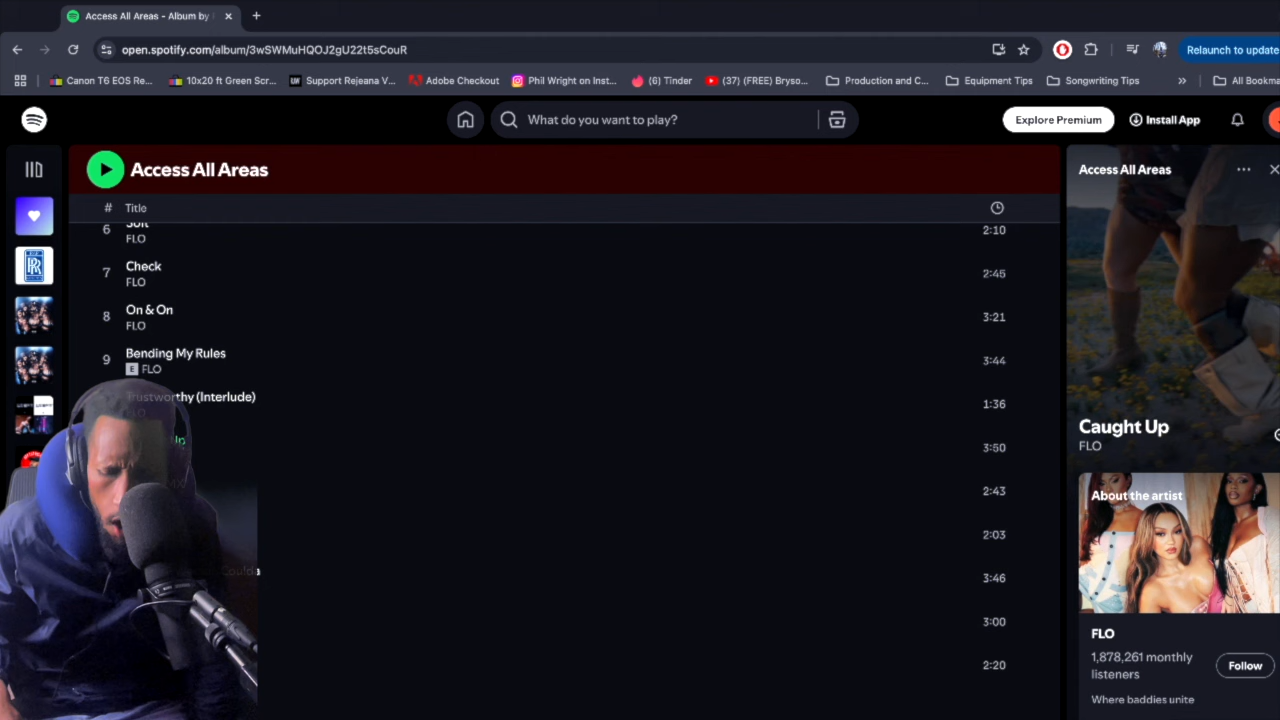 Access All Areas - Album by
open.spotify.com/album/3wSWMuHQOJ2gU22t5sCouR
Relaunch to update
Canon T6 EOS Re... 10x20 ft Green Scr... Support Rejeana V... Adobe Checkout Phil Wright on Inst... (6) Tinder (37) (FREE) Bryso... Production and C... Equipment Tips Songwriting Tips » All Bookma
What do you want to play?
Explore Premium
Install App
Access All Areas
# Title
6 Soft 2:10
FLO
7 Check 2:45
FLO
8 On & On 3:21
FLO
9 Bending My Rules 3:44
E FLO
Trustworthy (Interlude) 1:36
3:50
2:43
2:03
3:46
3:00
2:20
Access All Areas
Caught Up
FLO
About the artist
FLO
1,878,261 monthly
listeners
Follow
Where baddies unite